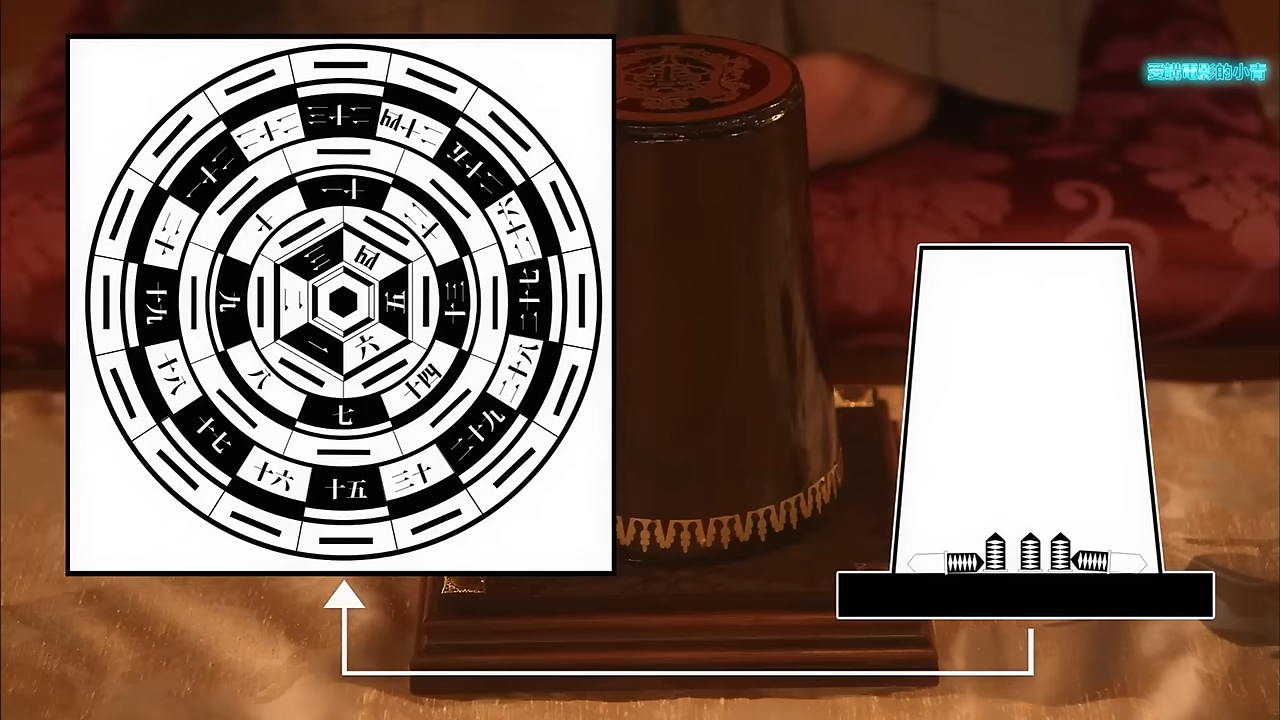 愛講電影的小青
一
二
三
四
五
六
七
八
九
十
十一
十二
十三
十四
十五
十六
十七
十八
十九
二十
二十一
二十二
二十三
二十四
二十五
二十六
二十七
二十八
二十九
三十